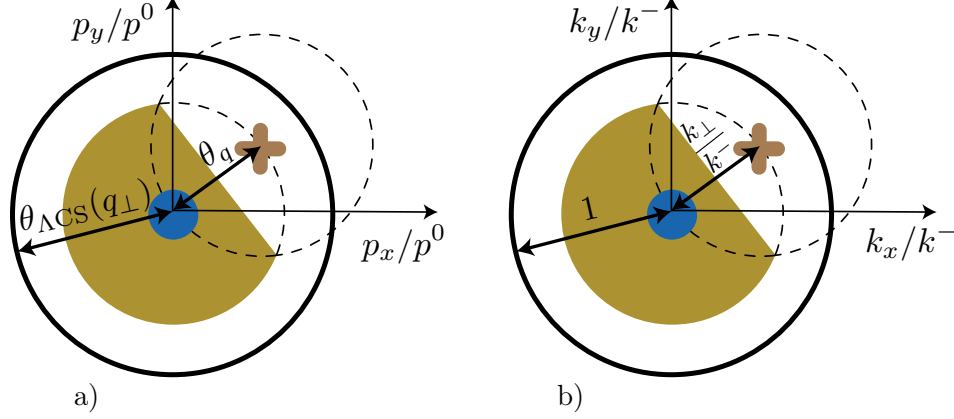 p_y/p^0
θ_q
θ_ΛCS(q_⊥)
p_x/p^0
a)
k_y/k^-
k_⊥/k^-
1
k_x/k^-
b)